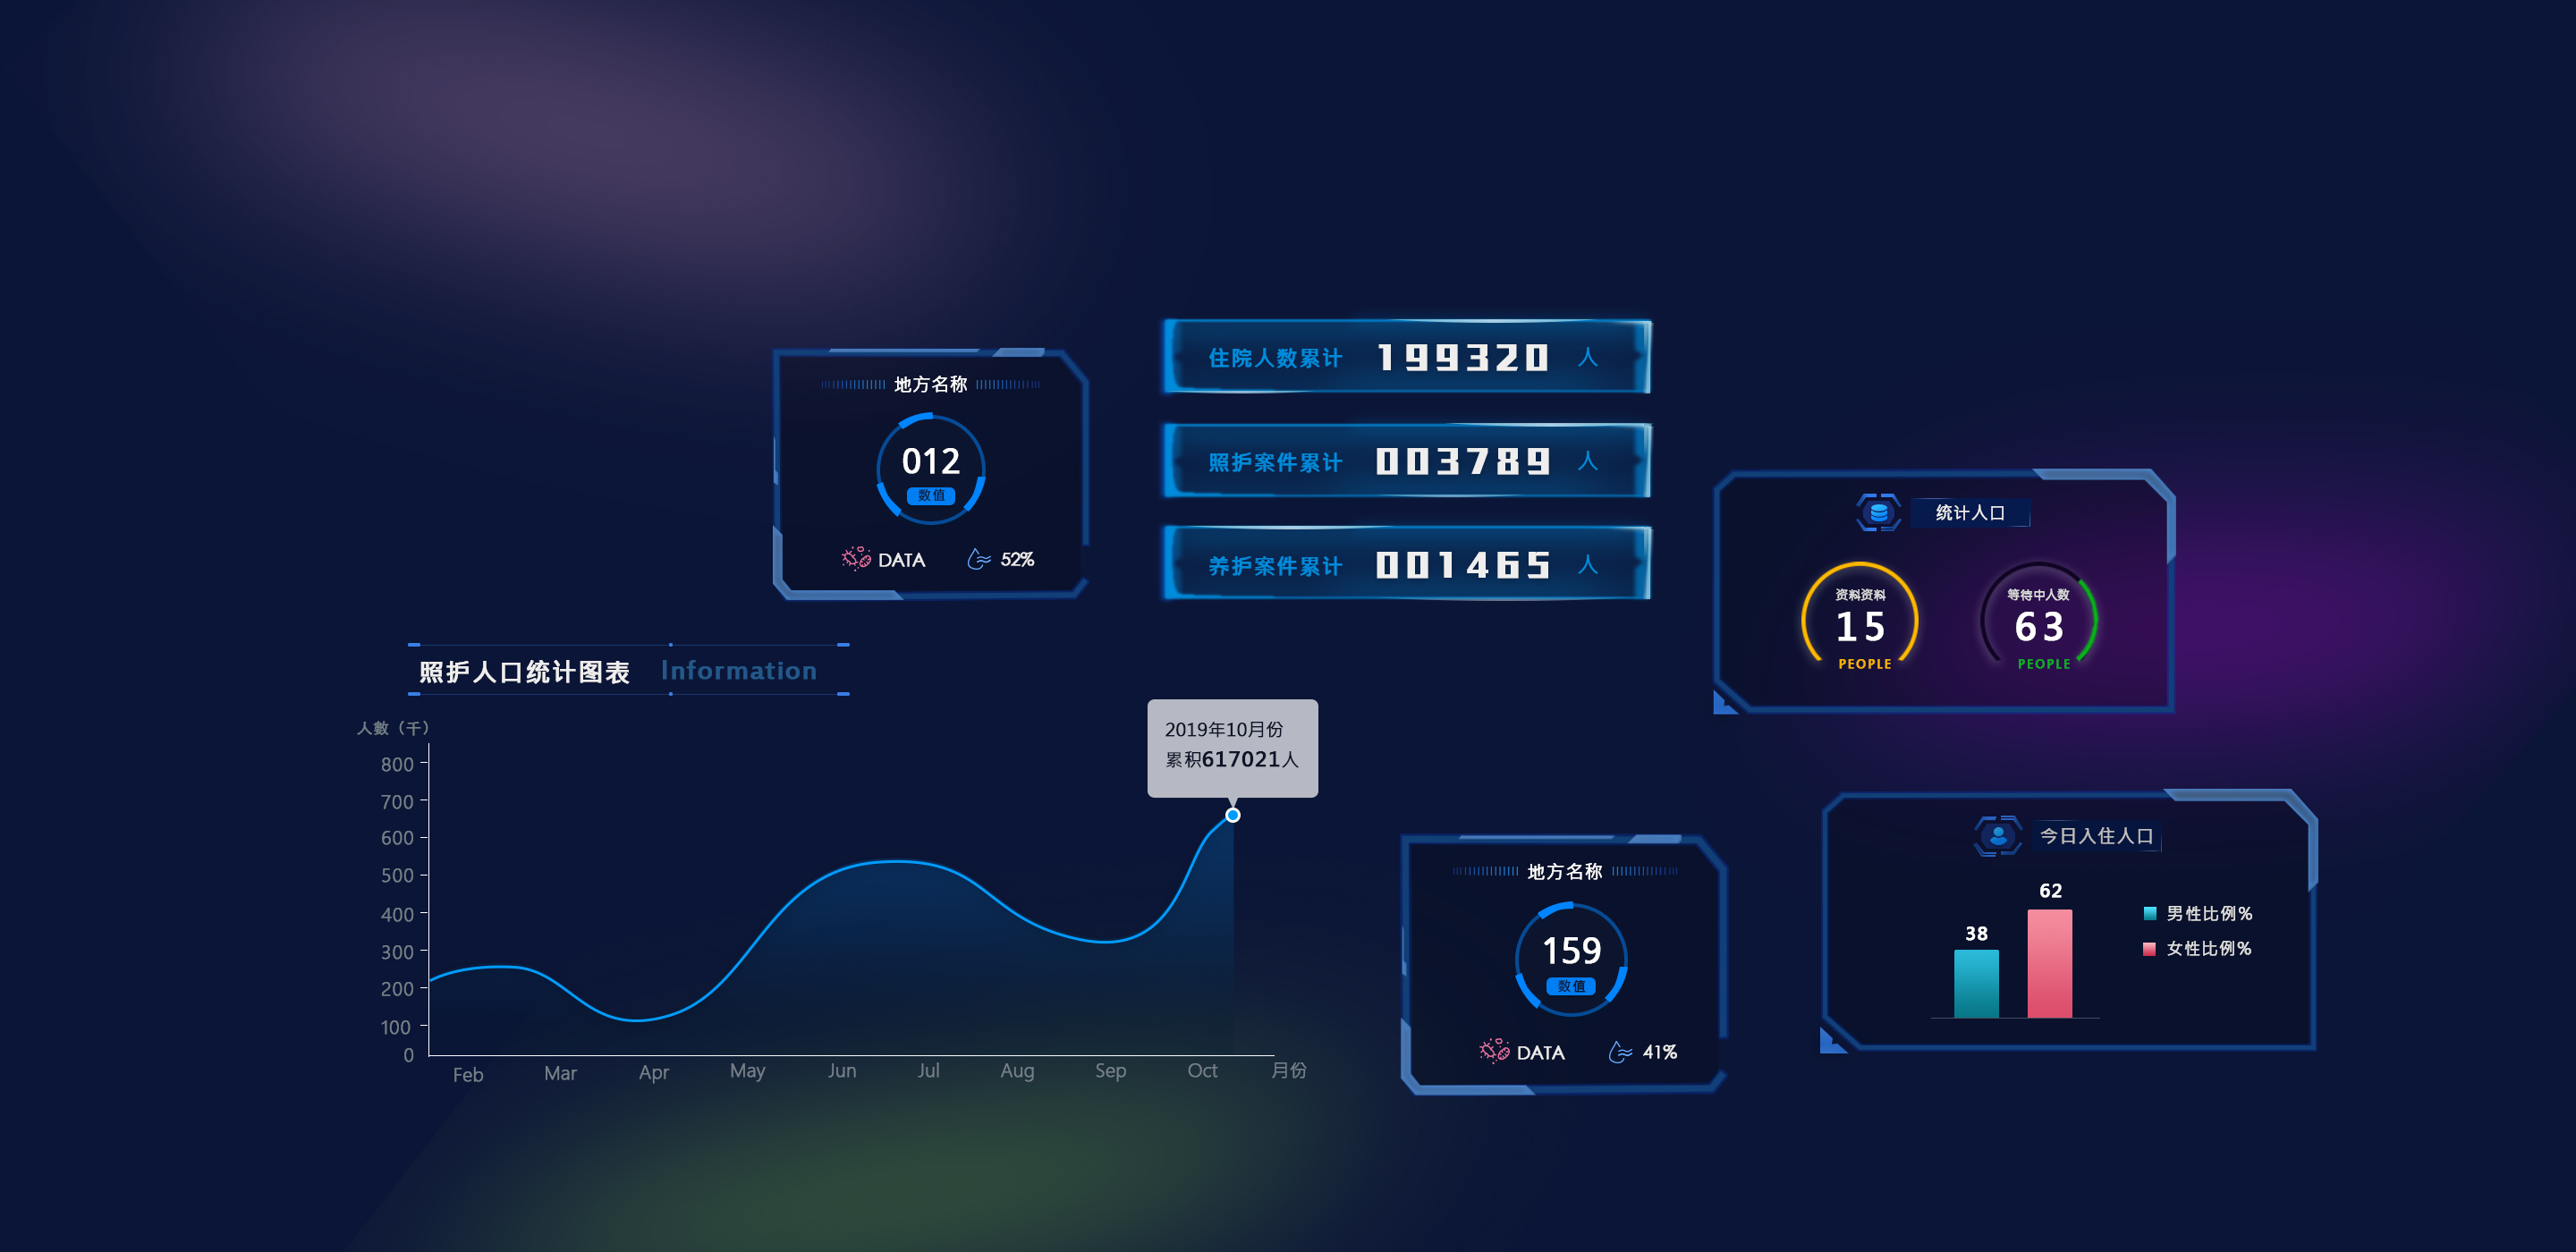 住院人数累计 199320 人
照护案件累计 003789 人
养护案件累计 001465 人
地方名称
012
数值
DATA 52%
统计人口
资料资料
15
PEOPLE
等待中人数
63
PEOPLE
照护人口统计图表 Information
人數（千）
2019年10月份
累积617021人
800
700
600
500
400
300
200
100
0
Feb Mar Apr May Jun Jul Aug Sep Oct 月份
地方名称
159
数值
DATA 41%
今日入住人口
62
38
男性比例%
女性比例%